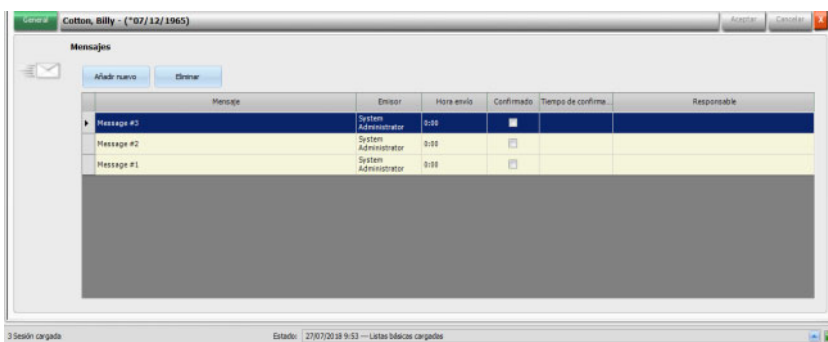 General Cotton, Billy - (*07/12/1965) Aceptar Cancelar X
Mensajes
Añadir nuevo Eliminar
Mensaje Emisor Hora envío Confirmado Tiempo de confirma... Responsable
Message #3 System Administrator 0:00
Message #2 System Administrator 0:00
Message #1 System Administrator 0:00
3 Sesión cargada Estado: 27/07/2018 9:53 --- Listas básicas cargadas